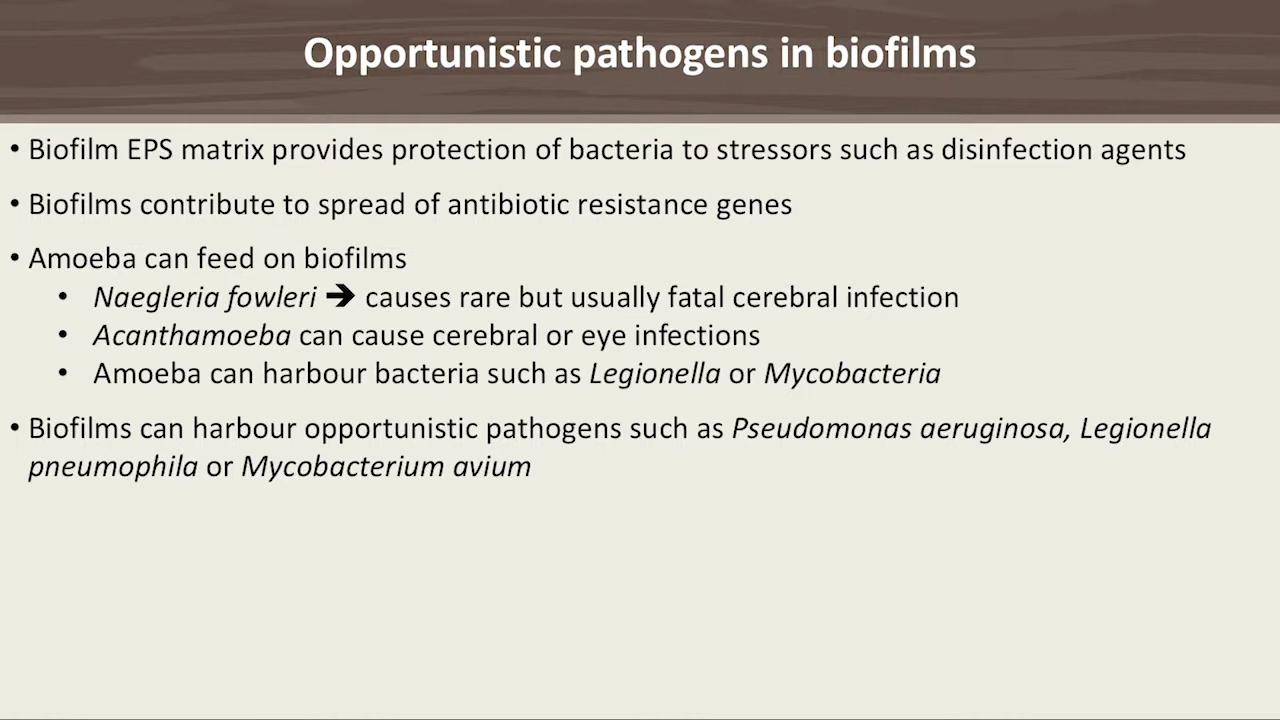 Opportunistic pathogens in biofilms
• Biofilm EPS matrix provides protection of bacteria to stressors such as disinfection agents
• Biofilms contribute to spread of antibiotic resistance genes
• Amoeba can feed on biofilms
• Naegleria fowleri ➔ causes rare but usually fatal cerebral infection
• Acanthamoeba can cause cerebral or eye infections
• Amoeba can harbour bacteria such as Legionella or Mycobacteria
• Biofilms can harbour opportunistic pathogens such as Pseudomonas aeruginosa, Legionella
pneumophila or Mycobacterium avium